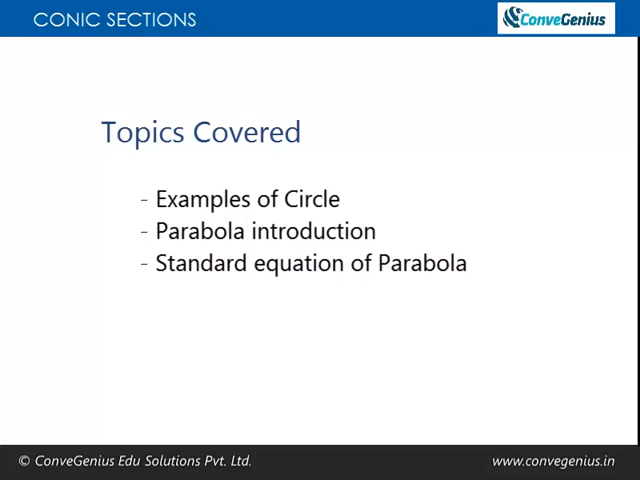 CONIC SECTIONS
ConveGenius
Topics Covered
- Examples of Circle
- Parabola introduction
- Standard equation of Parabola
© ConveGenius Edu Solutions Pvt. Ltd.
www.convegenius.in